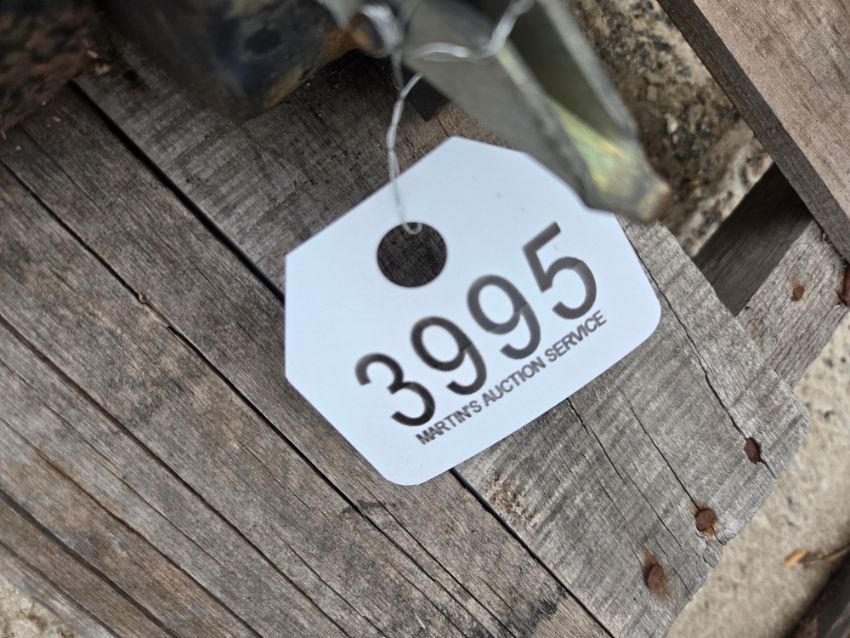 3995
MARTIN'S AUCTION SERVICE